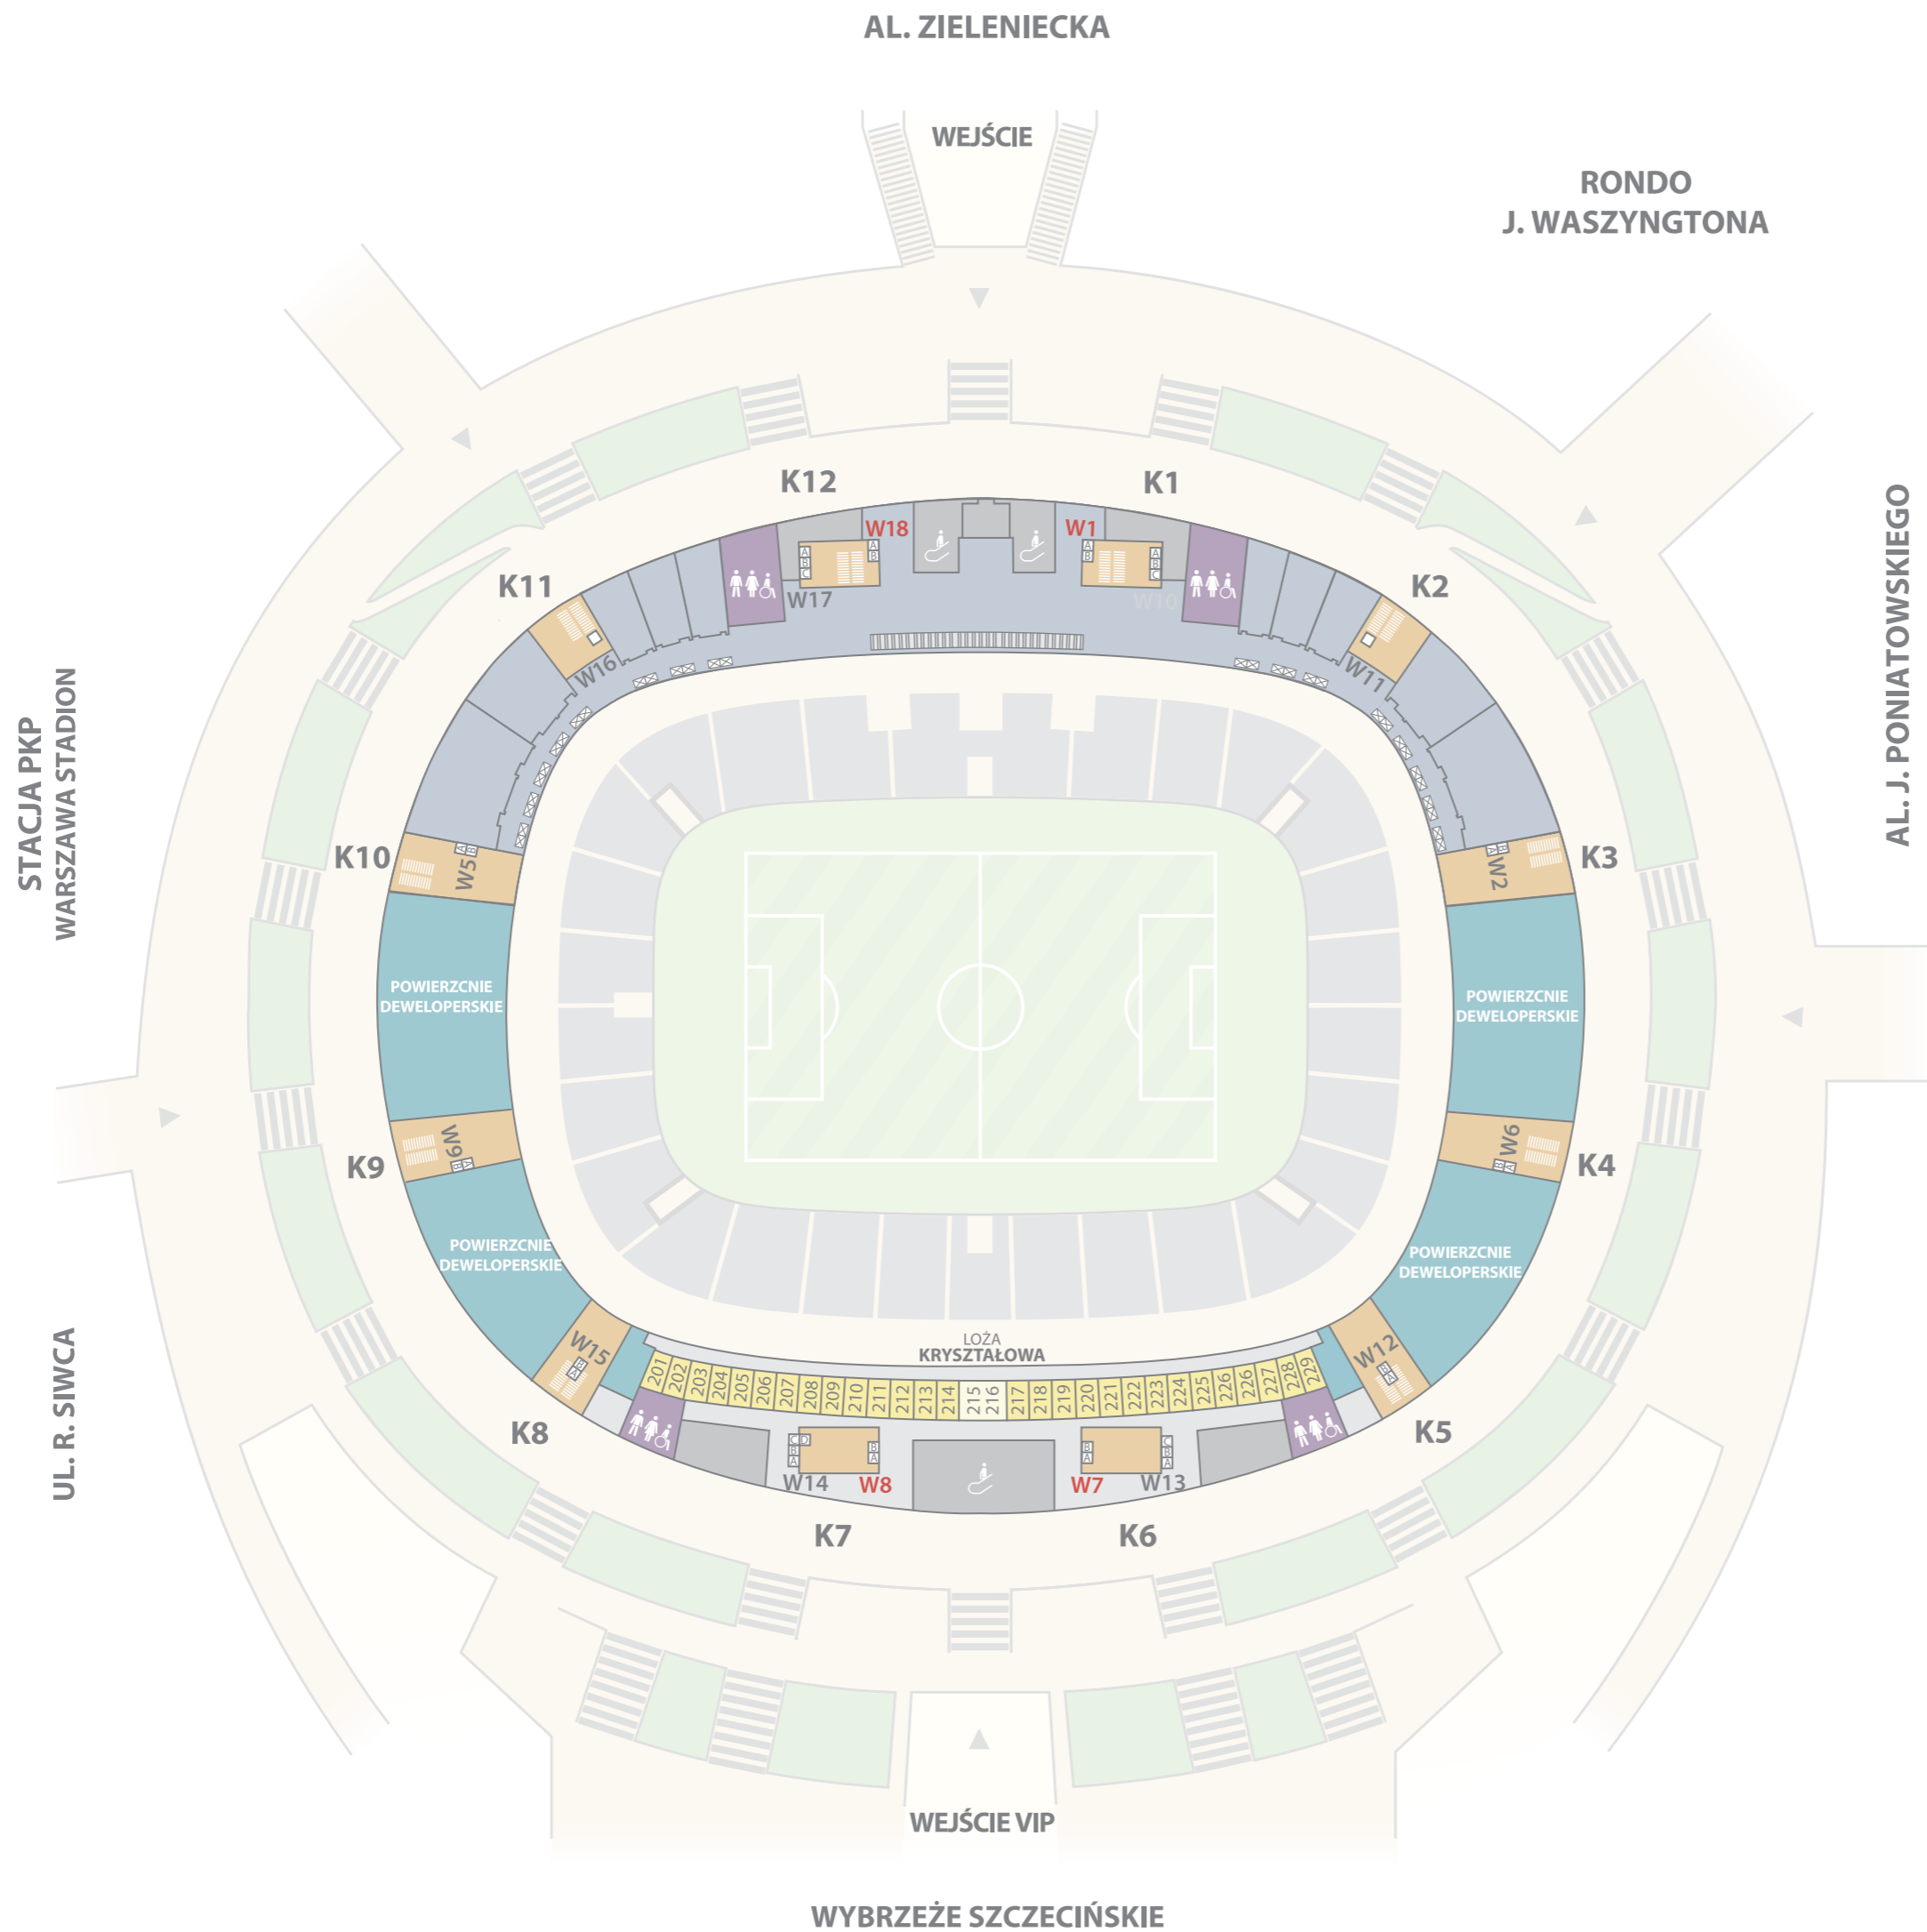 AL. ZIELENIECKA
WEJŚCIE
RONDO
J. WASZYNGTONA
K12
K1
W18
W1
A
B
C
A
B
A
B
A
B
C
W17
W10
K11
K2
W16
W11
STACJA PKP
WARSZAWA STADION
AL. J. PONIATOWSKIEGO
K10
A B
W5
A B
W2
K3
POWIERZCNIE
DEWELOPERSKIE
POWIERZCNIE
DEWELOPERSKIE
K9
W6
B A
W6
B A
K4
POWIERZCNIE
DEWELOPERSKIE
POWIERZCNIE
DEWELOPERSKIE
UL. R. SIWCA
LOŻA
KRYSZTAŁOWA
W15
B
A
W12
B
A
201 202 203 204 205 206 207 208 209 210 211 212 213 214 215 216 217 218 219 220 221 222 223 224 225 226 226 227 228 229
K8
K5
C D
B
A
B
A
B
A
C
B
A
W14
W8
W7
W13
K7
K6
WEJŚCIE VIP
WYBRZEŻE SZCZECIŃSKIE